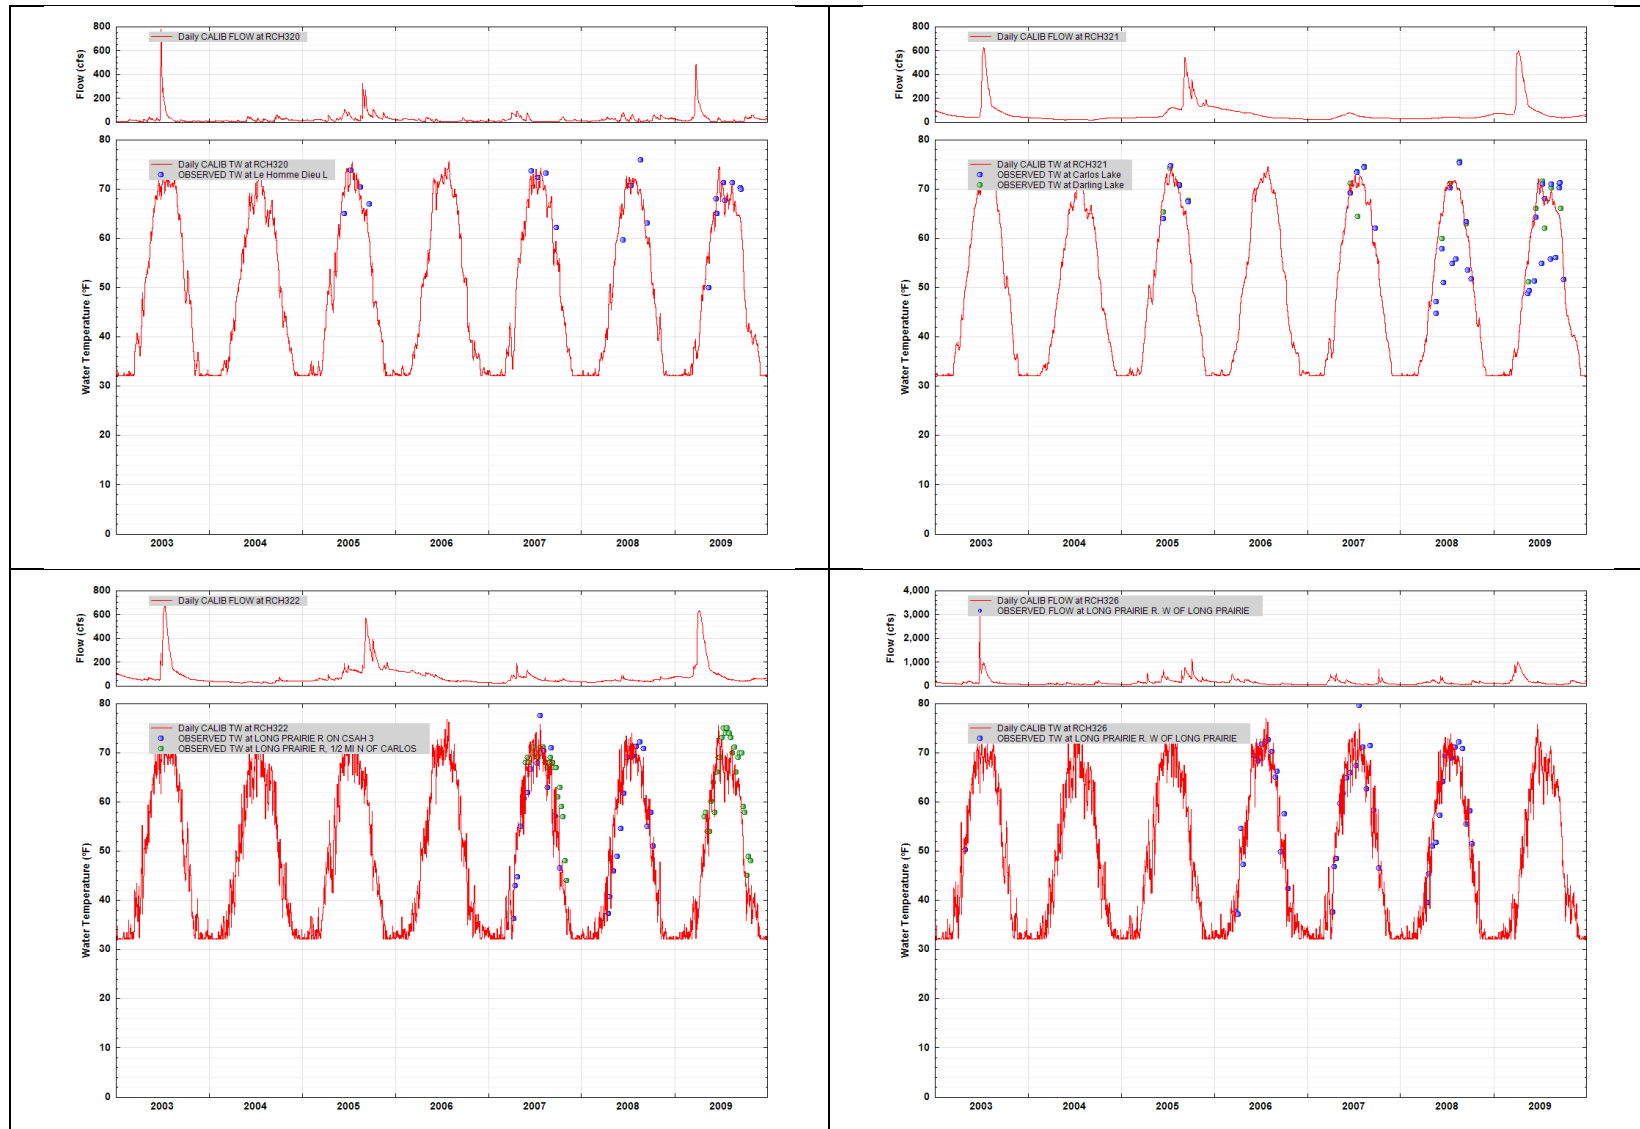 800
600
400
200
0
Flow (cfs)
Daily CALIB FLOW at RCH320
80
70
60
50
40
30
20
10
0
Water Temperature (°F)
Daily CALIB TW at RCH320
OBSERVED TW at Le Homme Dieu L
2003 2004 2005 2006 2007 2008 2009
800
600
400
200
0
Flow (cfs)
Daily CALIB FLOW at RCH321
80
70
60
50
40
30
20
10
0
Water Temperature (°F)
Daily CALIB TW at RCH321
OBSERVED TW at Carlos Lake
OBSERVED TW at Darling Lake
2003 2004 2005 2006 2007 2008 2009
800
600
400
200
0
Flow (cfs)
Daily CALIB FLOW at RCH322
80
70
60
50
40
30
20
10
0
Water Temperature (°F)
Daily CALIB TW at RCH322
OBSERVED TW at LONG PRAIRIE R ON CSAH 3
OBSERVED TW at LONG PRAIRIE R, 1/2 MI N OF CARLOS
2003 2004 2005 2006 2007 2008 2009
4,000
3,000
2,000
1,000
0
Flow (cfs)
Daily CALIB FLOW at RCH326
OBSERVED FLOW at LONG PRAIRIE R. W OF LONG PRAIRIE
80
70
60
50
40
30
20
10
0
Water Temperature (°F)
Daily CALIB TW at RCH326
OBSERVED TW at LONG PRAIRIE R. W OF LONG PRAIRIE
2003 2004 2005 2006 2007 2008 2009